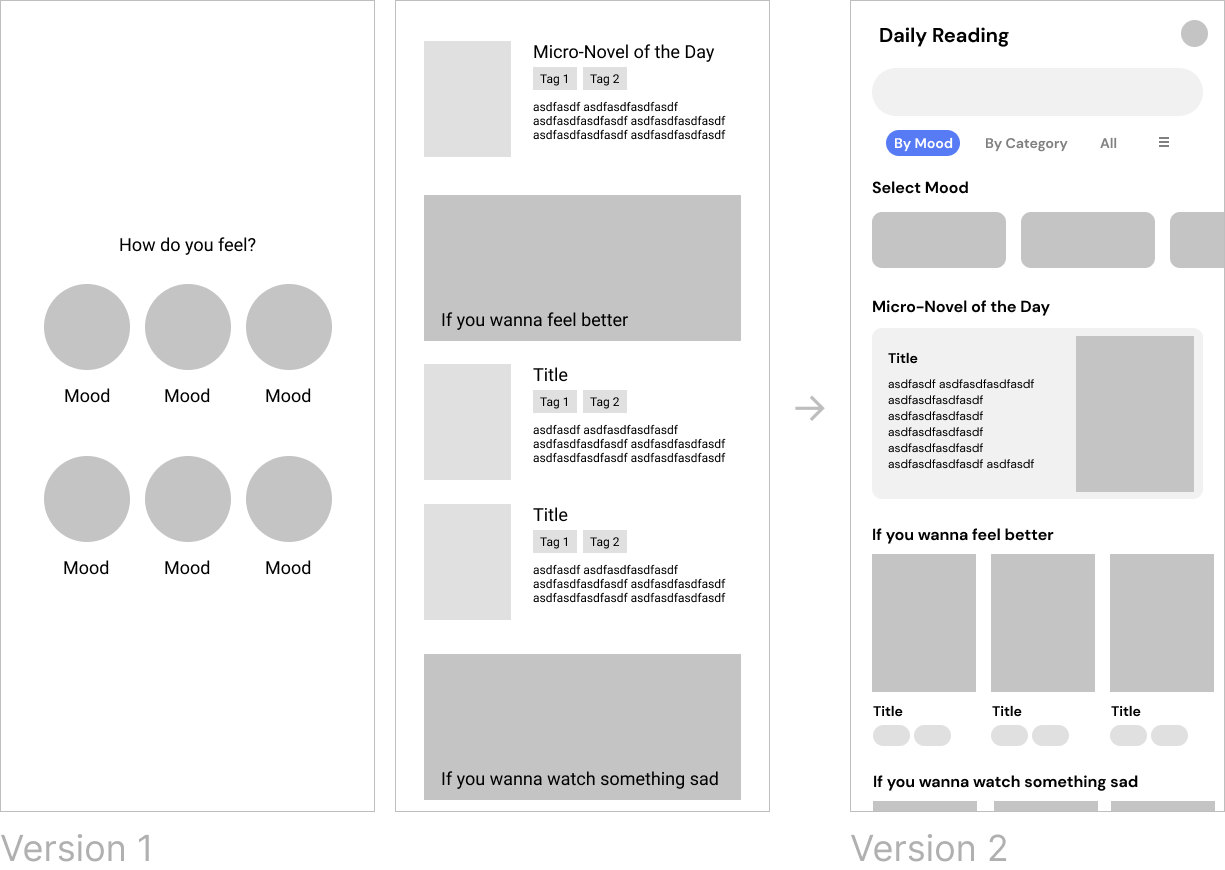 How do you feel?
Mood Mood Mood
Mood Mood Mood
Version 1
Micro-Novel of the Day
Tag 1 Tag 2
asdfasdf asdfasdfasdfasdf
asdfasdfasdfasdf asdfasdfasdfasdf
asdfasdfasdfasdf asdfasdfasdfasdf
If you wanna feel better
Title
Tag 1 Tag 2
asdfasdf asdfasdfasdfasdf
asdfasdfasdfasdf asdfasdfasdfasdf
asdfasdfasdfasdf asdfasdfasdfasdf
Title
Tag 1 Tag 2
asdfasdf asdfasdfasdfasdf
asdfasdfasdfasdf asdfasdfasdfasdf
asdfasdfasdfasdf asdfasdfasdfasdf
If you wanna watch something sad
Daily Reading
By Mood By Category All
Select Mood
Micro-Novel of the Day
Title
asdfasdf asdfasdfasdfasdf
asdfasdfasdfasdf
asdfasdfasdfasdf
asdfasdfasdfasdf
asdfasdfasdfasdf
asdfasdfasdfasdf asdfasdf
If you wanna feel better
Title Title Title
If you wanna watch something sad
Version 2